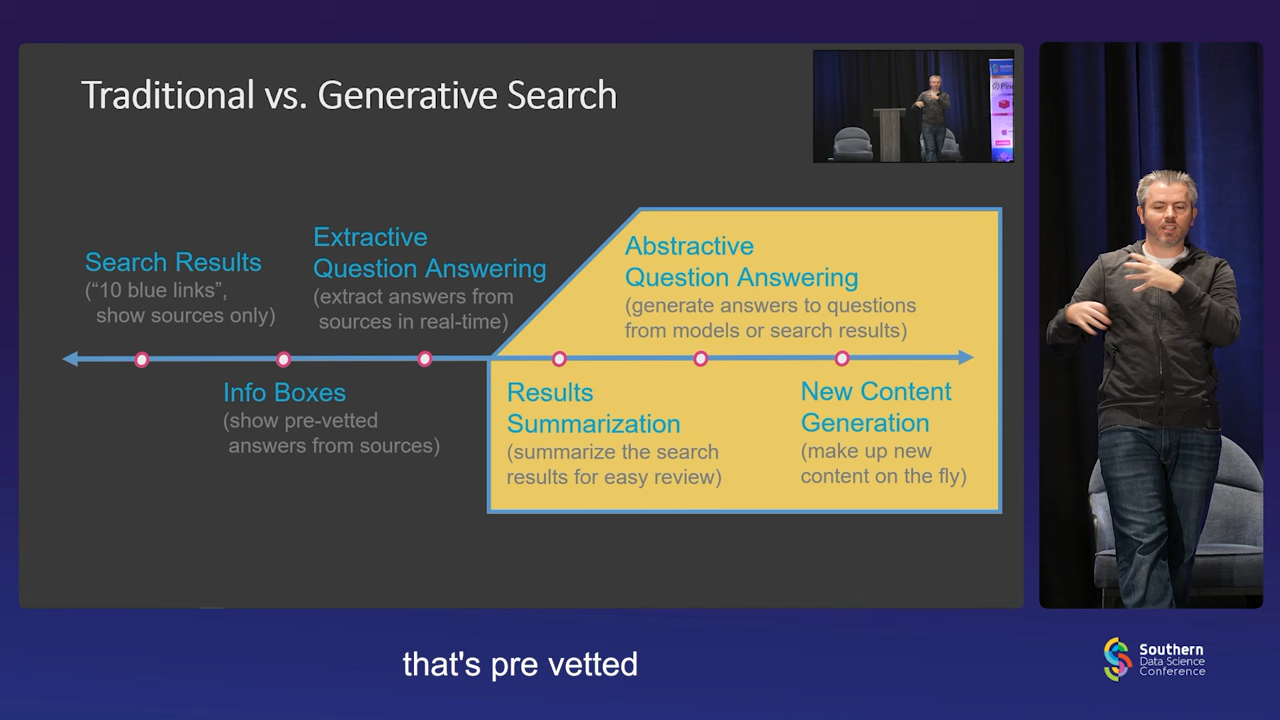 Traditional vs. Generative Search
Search Results
(“10 blue links”,
show sources only)
Extractive
Question Answering
(extract answers from
sources in real-time)
Abstractive
Question Answering
(generate answers to questions
from models or search results)
Info Boxes
(show pre-vetted
answers from sources)
Results
Summarization
(summarize the search
results for easy review)
New Content
Generation
(make up new
content on the fly)
that's pre vetted
Southern
Data Science
Conference